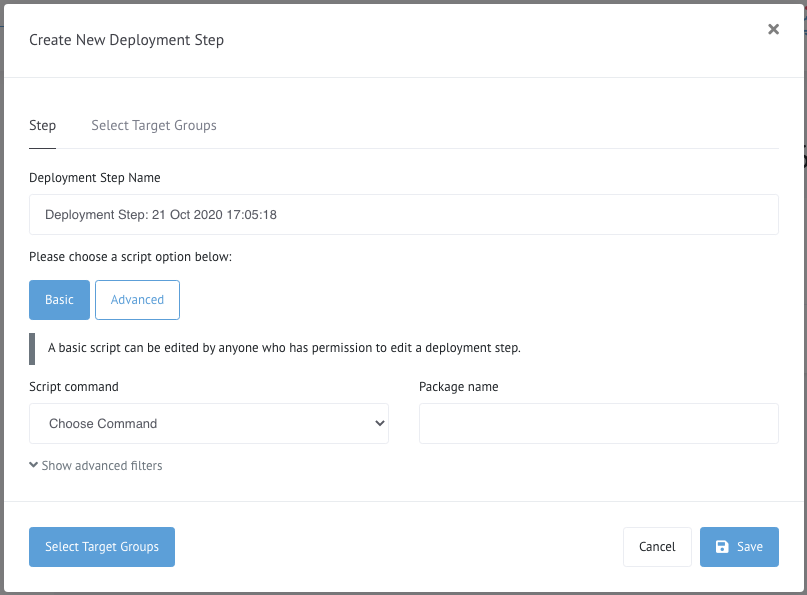 Create New Deployment Step
Step
Select Target Groups
Deployment Step Name
Deployment Step: 21 Oct 2020 17:05:18
Please choose a script option below:
Basic
Advanced
A basic script can be edited by anyone who has permission to edit a deployment step.
Script command
Package name
Choose Command
Show advanced filters
Select Target Groups
Cancel
Save